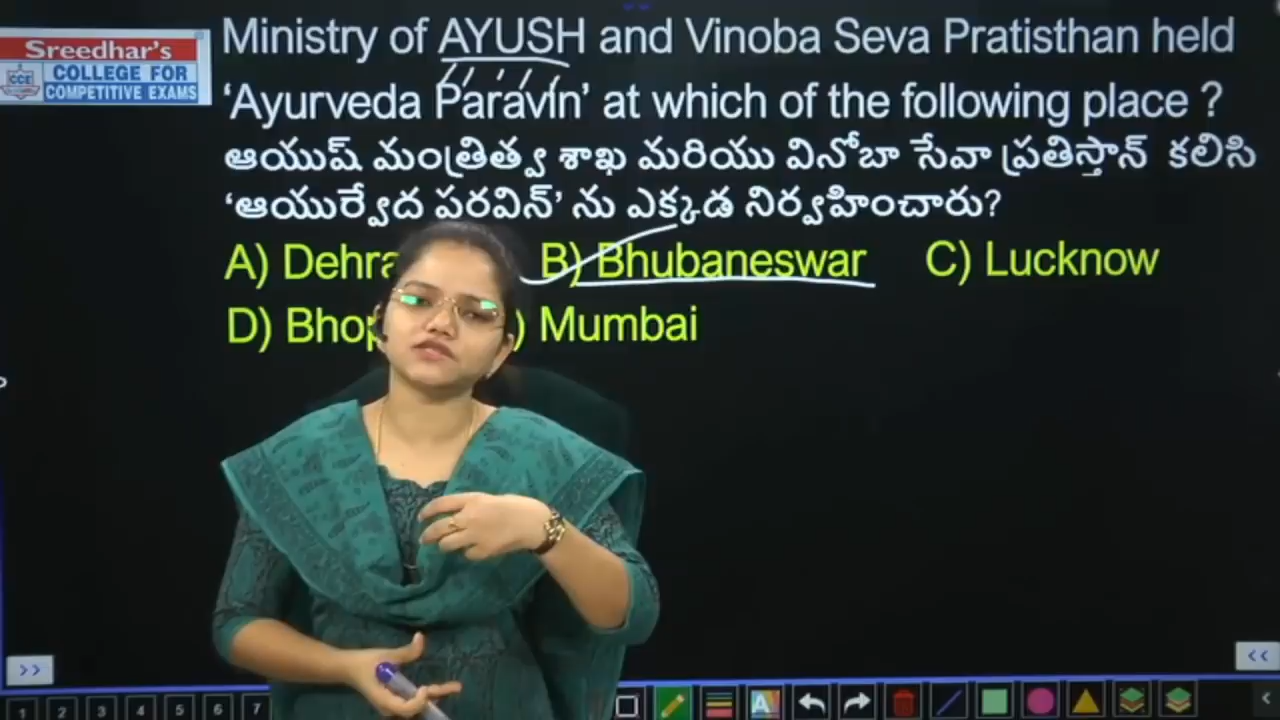 Sreedhar's
CCE
COLLEGE FOR
COMPETITIVE EXAMS
Ministry of AYUSH and Vinoba Seva Pratisthan held
'Ayurveda Paravin' at which of the following place ?
ఆయుష్ మంత్రిత్వ శాఖ మరియు వినోబా సేవా ప్రతిస్తాన్ కలిసి
'ఆయుర్వేద పరవిన్' ను ఎక్కడ నిర్వహించారు?
A) B) Bhubaneswar C) Lucknow
D) Mumbai
>> <<
1 2 3 4 5 6 7 A <